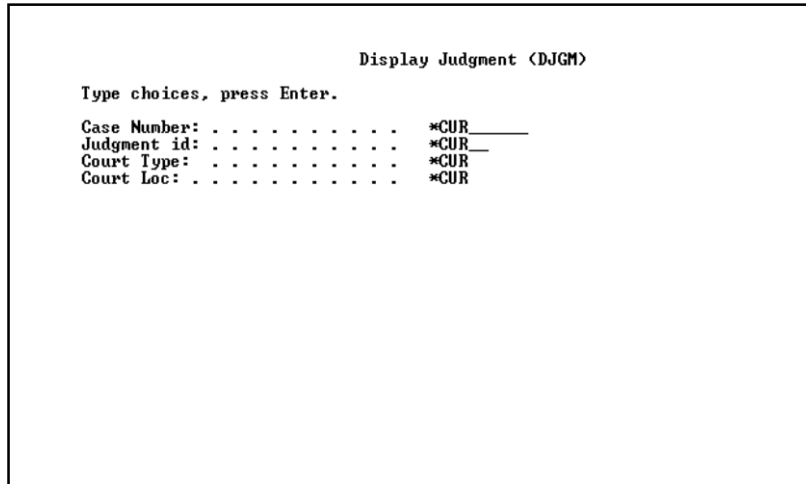 Display Judgment (DJGM)
Type choices, press Enter.
Case Number: . . . . . . . . . . *CUR______
Judgment id: . . . . . . . . . . *CUR__
Court Type: . . . . . . . . . . *CUR
Court Loc: . . . . . . . . . . . *CUR